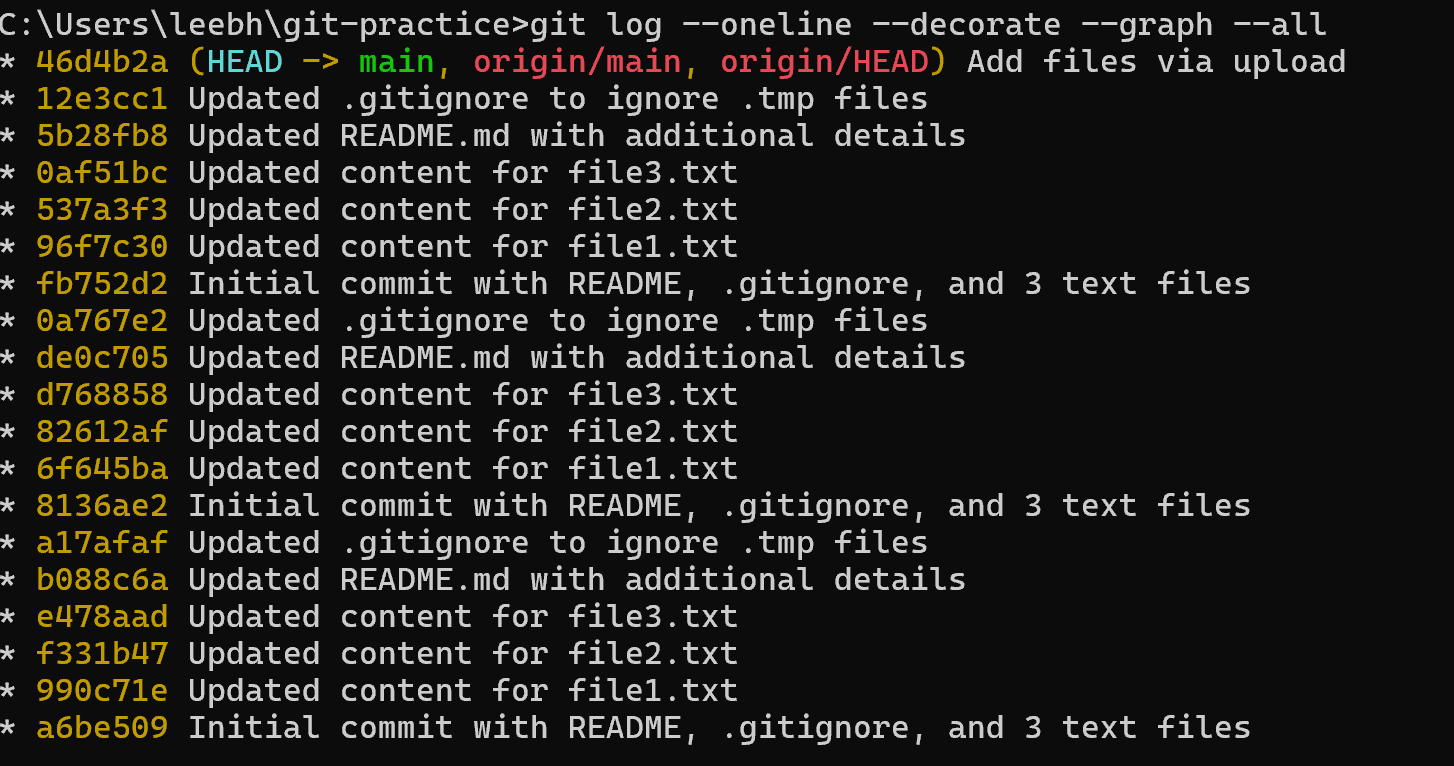 C:\Users\leebh\git-practice>git log --oneline --decorate --graph --all
* 46d4b2a (HEAD -> main, origin/main, origin/HEAD) Add files via upload
* 12e3cc1 Updated .gitignore to ignore .tmp files
* 5b28fb8 Updated README.md with additional details
* 0af51bc Updated content for file3.txt
* 537a3f3 Updated content for file2.txt
* 96f7c30 Updated content for file1.txt
* fb752d2 Initial commit with README, .gitignore, and 3 text files
* 0a767e2 Updated .gitignore to ignore .tmp files
* de0c705 Updated README.md with additional details
* d768858 Updated content for file3.txt
* 82612af Updated content for file2.txt
* 6f645ba Updated content for file1.txt
* 8136ae2 Initial commit with README, .gitignore, and 3 text files
* a17afaf Updated .gitignore to ignore .tmp files
* b088c6a Updated README.md with additional details
* e478aad Updated content for file3.txt
* f331b47 Updated content for file2.txt
* 990c71e Updated content for file1.txt
* a6be509 Initial commit with README, .gitignore, and 3 text files